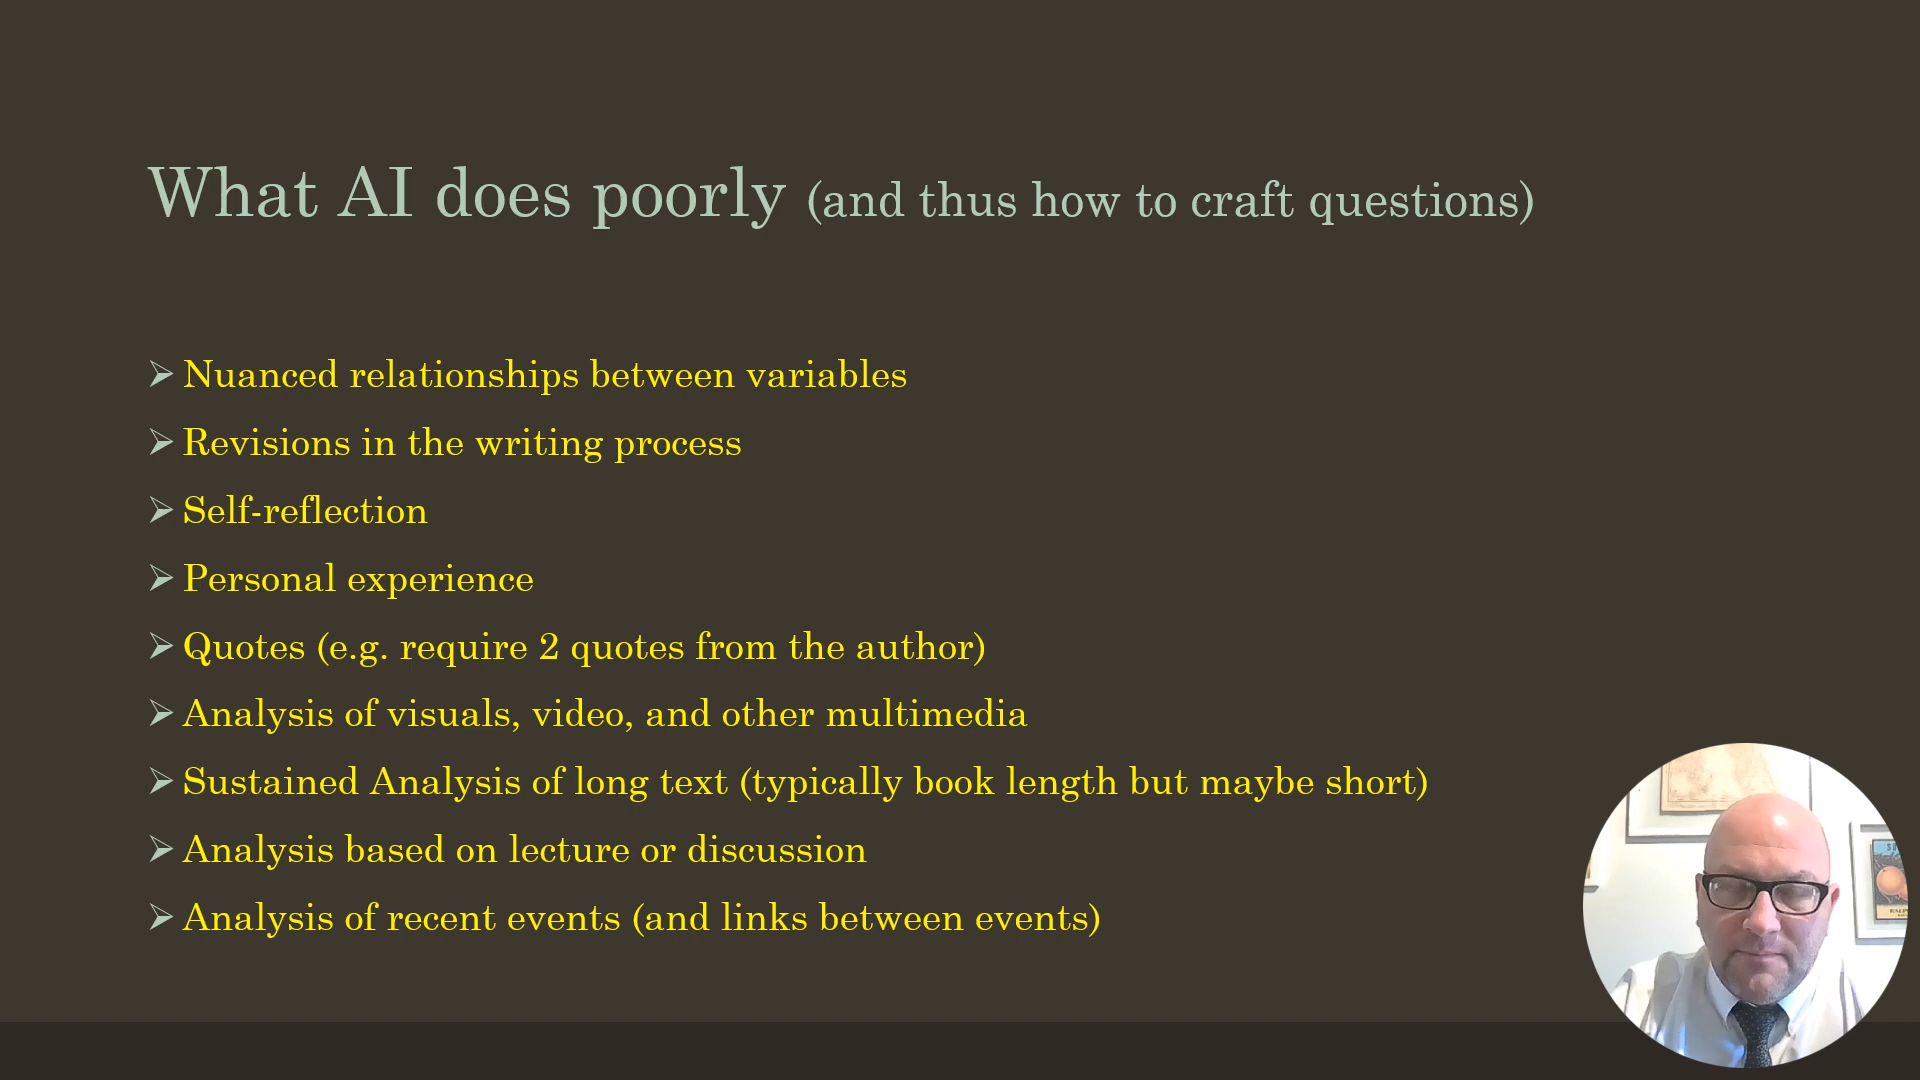 What AI does poorly (and thus how to craft questions)
Nuanced relationships between variables
Revisions in the writing process
Self-reflection
Personal experience
Quotes (e.g. require 2 quotes from the author)
Analysis of visuals, video, and other multimedia
Sustained Analysis of long text (typically book length but maybe short)
Analysis based on lecture or discussion
Analysis of recent events (and links between events)